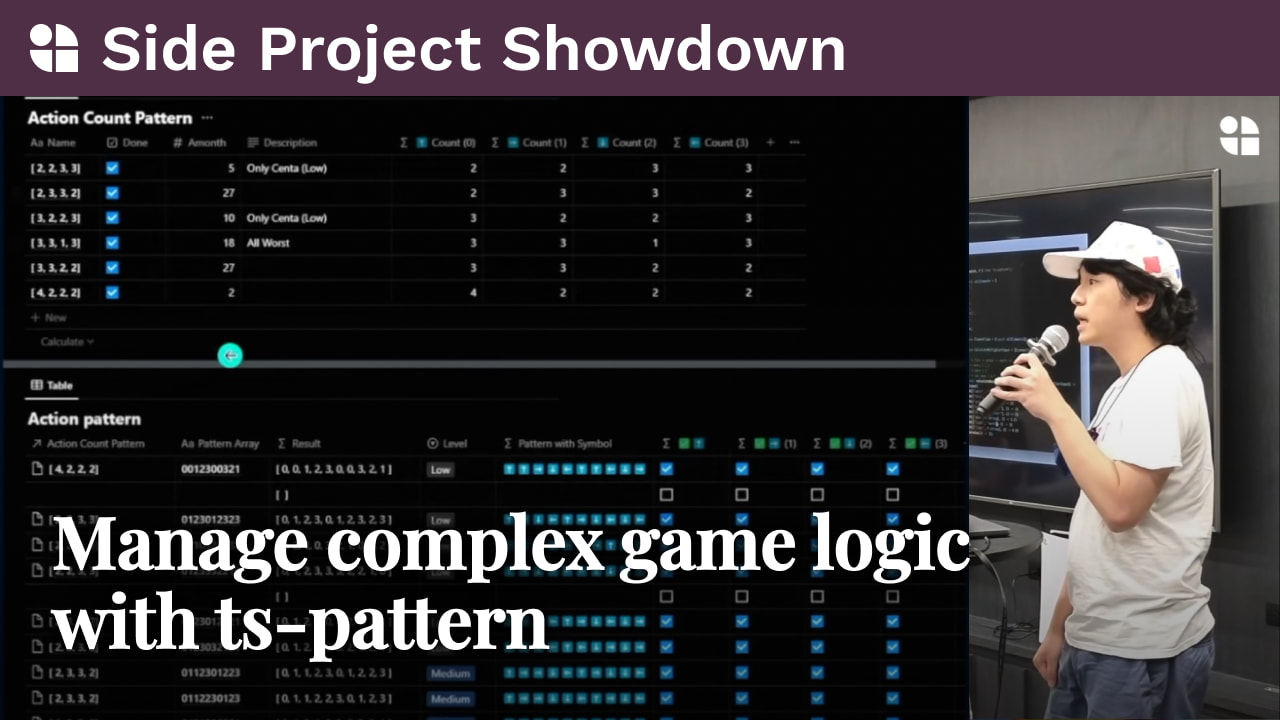 Side Project Showdown
Action Count Pattern ...
Aa Name Done # Amonth Description Σ Count (0) Σ Count (1) Σ Count (2) Σ Count (3) + ...
[2, 2, 3, 3] 5 Only Centa (Low) 2 2 3 3
[2, 3, 3, 2] 27 2 3 3 2
[3, 2, 2, 3] 10 Only Centa (Low) 3 2 2 3
[3, 3, 1, 3] 18 All Worst 3 3 1 3
[3, 3, 2, 2] 27 3 3 2 2
[4, 2, 2, 2] 2 4 2 2 2
+ New
Calculate
Table
Action pattern
Action Count Pattern Aa Pattern Array Σ Result Level Σ Pattern with Symbol Σ Σ (1) Σ (2) Σ (3)
[4, 2, 2, 2] 0012300321 [0, 0, 1, 2, 3, 0, 0, 3, 2, 1] Low
[ ]
0123012323 [0, 1, 2, 3, 0, 1, 2, 3, 2, 3] Low
Manage complex game logic
[ ]
with ts-pattern
[2, 3, 3, 2] 0112301223 [0, 1, 1, 2, 3, 0, 1, 2, 2, 3] Medium
[2, 3, 3, 2] 0112230123 [0, 1, 1, 2, 2, 3, 0, 1, 2, 3] Medium